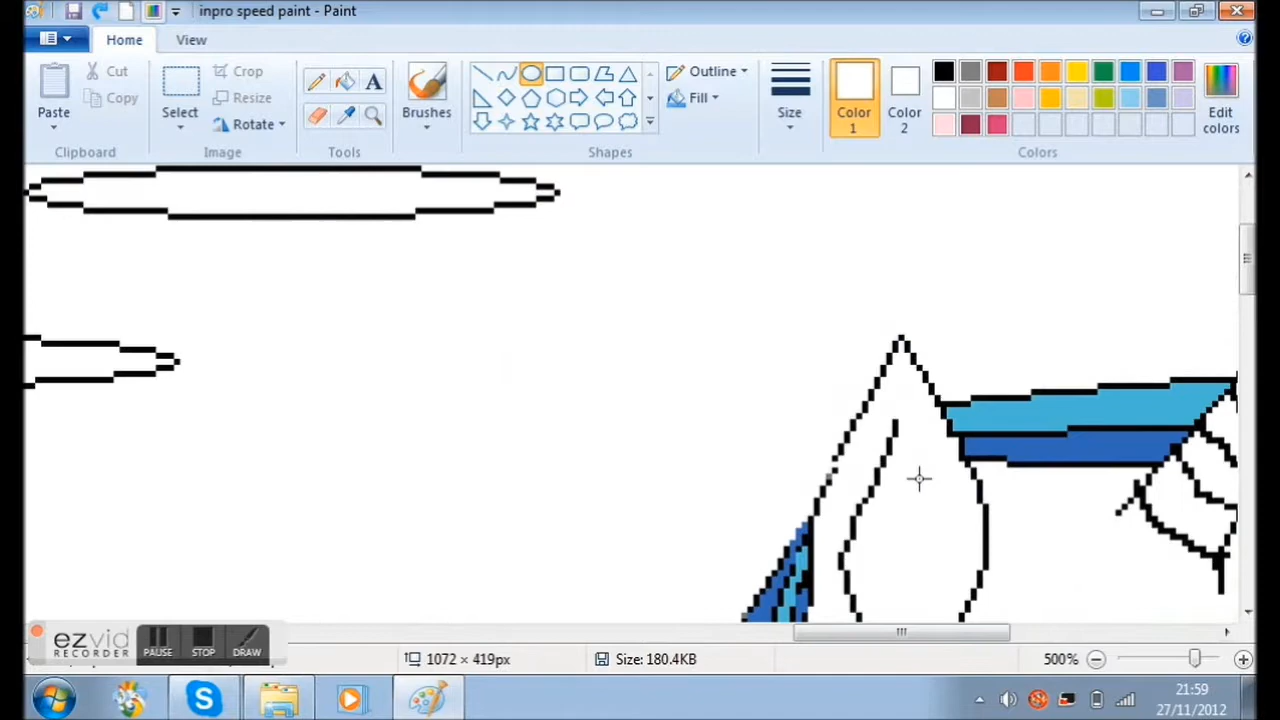 inpro speed paint - Paint
Home View
Paste
Cut
Copy
Clipboard
Select
Crop
Resize
Rotate
Image
A
Tools
Brushes
Outline
Fill
Shapes
Size
Color 1
Color 2
Edit colors
Colors
ezvid
RECORDER
PAUSE STOP DRAW
1072 × 419px
Size: 180.4KB
500%
21:59
27/11/2012